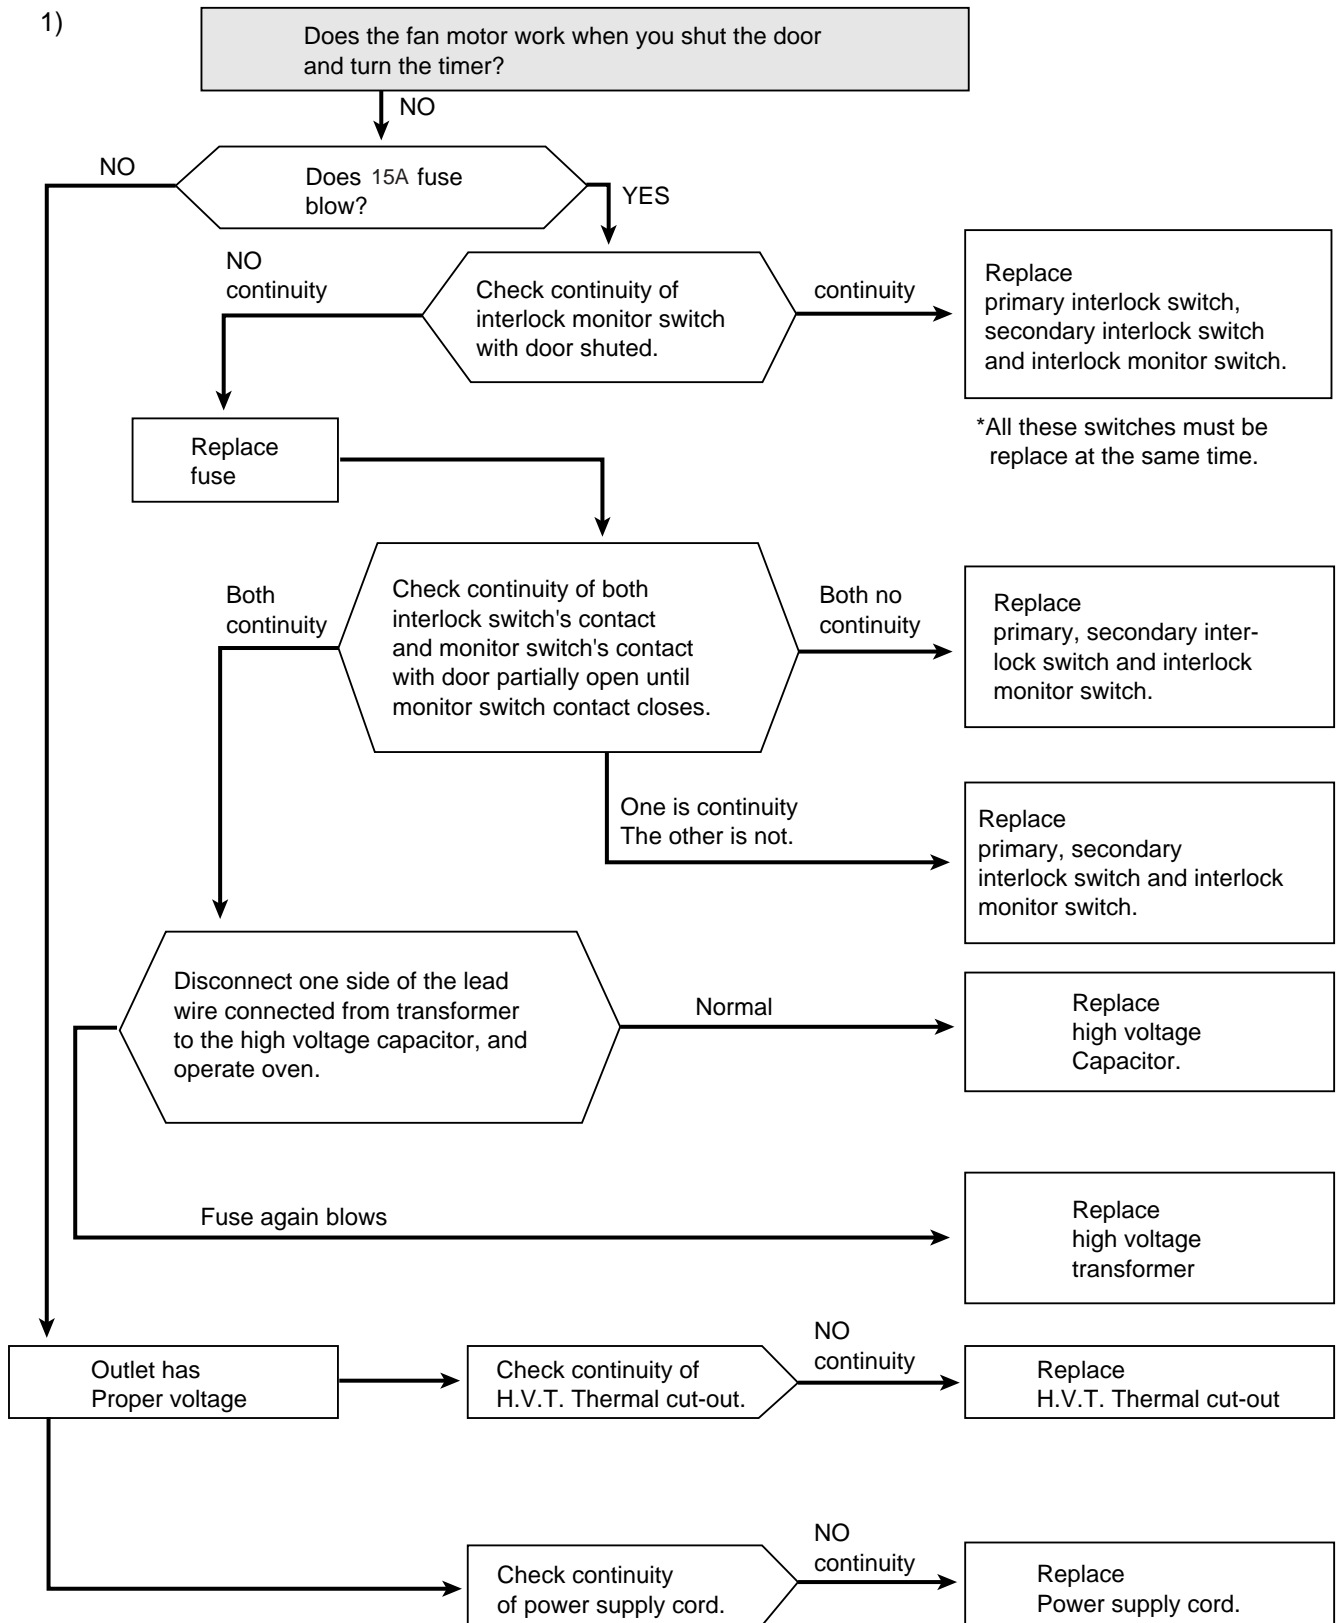 1)
Does the fan motor work when you shut the door
and turn the timer?
NO
NO
Does 15A fuse
blow?
YES
NO
continuity
Check continuity of
interlock monitor switch
with door shuted.
continuity
Replace
primary interlock switch,
secondary interlock switch
and interlock monitor switch.
*All these switches must be
replace at the same time.
Replace
fuse
Both
continuity
Check continuity of both
interlock switch's contact
and monitor switch's contact
with door partially open until
monitor switch contact closes.
Both no
continuity
Replace
primary, secondary inter-
lock switch and interlock
monitor switch.
One is continuity
The other is not.
Replace
primary, secondary
interlock switch and interlock
monitor switch.
Disconnect one side of the lead
wire connected from transformer
to the high voltage capacitor, and
operate oven.
Normal
Replace
high voltage
Capacitor.
Fuse again blows
Replace
high voltage
transformer
Outlet has
Proper voltage
Check continuity of
H.V.T. Thermal cut-out.
NO
continuity
Replace
H.V.T. Thermal cut-out
Check continuity
of power supply cord.
NO
continuity
Replace
Power supply cord.